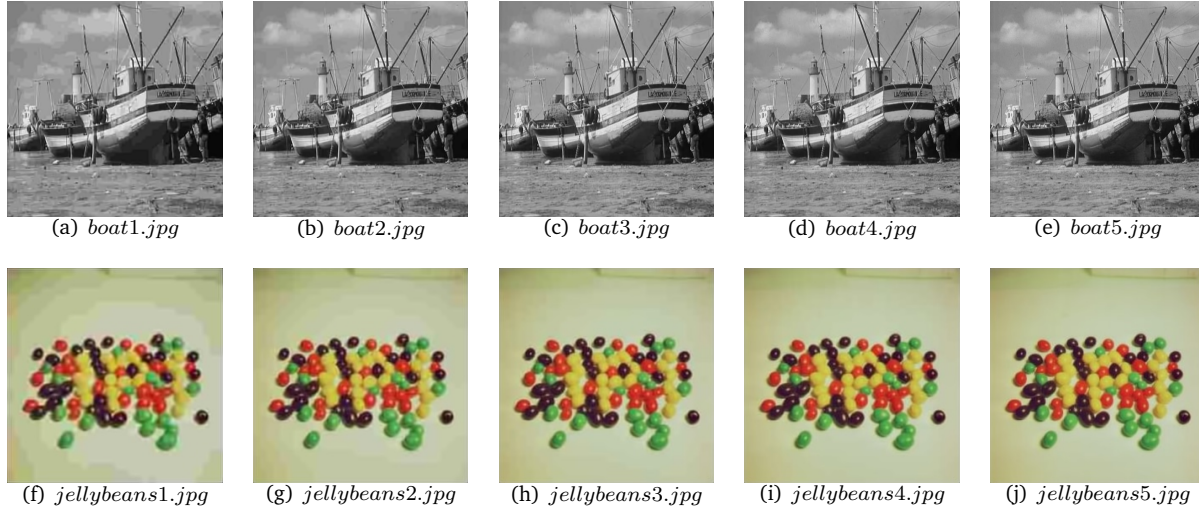 (a) boat1.jpg
(b) boat2.jpg
(c) boat3.jpg
(d) boat4.jpg
(e) boat5.jpg
(f) jellybeans1.jpg
(g) jellybeans2.jpg
(h) jellybeans3.jpg
(i) jellybeans4.jpg
(j) jellybeans5.jpg